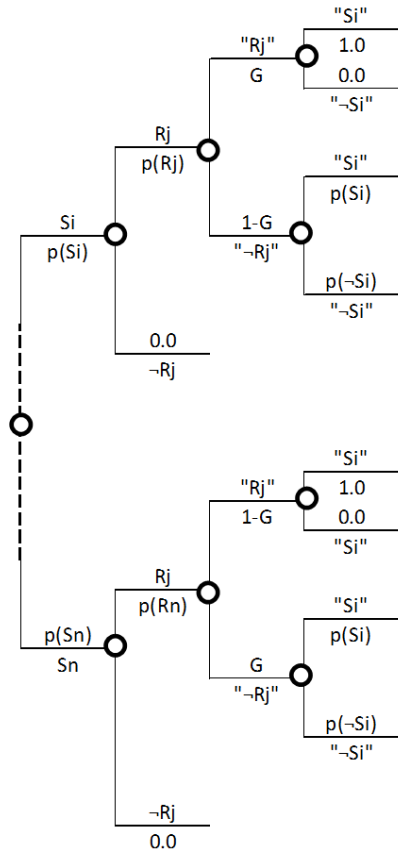 "Si"
"Rj"
1.0
G
0.0
"¬Si"
Rj
p(Rj)
"Si"
p(Si)
Si
1-G
p(Si)
"¬Rj"
p(¬Si)
"¬Si"
0.0
¬Rj
"Si"
"Rj"
1.0
1-G
0.0
"Si"
Rj
p(Rn)
"Si"
p(Si)
p(Sn)
G
Sn
"¬Rj"
p(¬Si)
"¬Si"
¬Rj
0.0